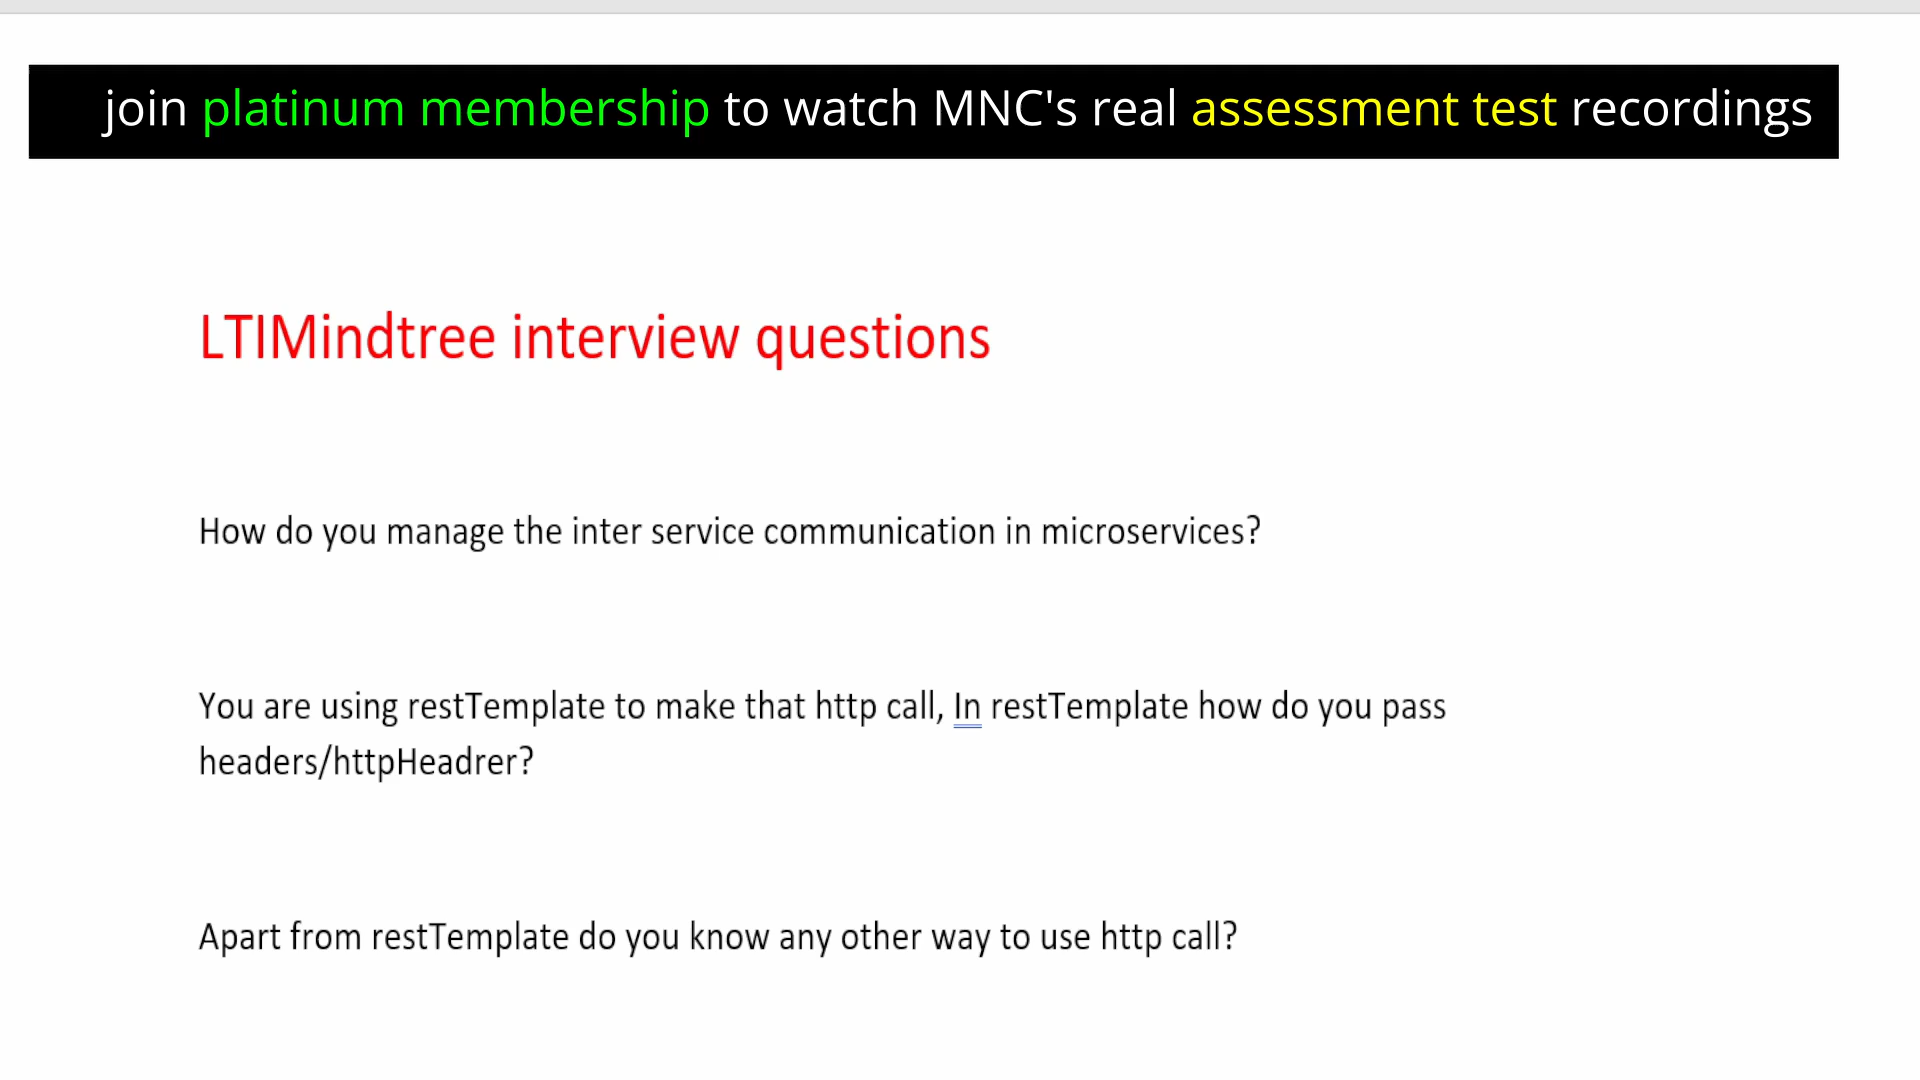 join platinum membership to watch MNC's real assessment test recordings
LTIMindtree interview questions
How do you manage the inter service communication in microservices?
You are using restTemplate to make that http call, In restTemplate how do you pass
headers/httpHeadrer?
Apart from restTemplate do you know any other way to use http call?